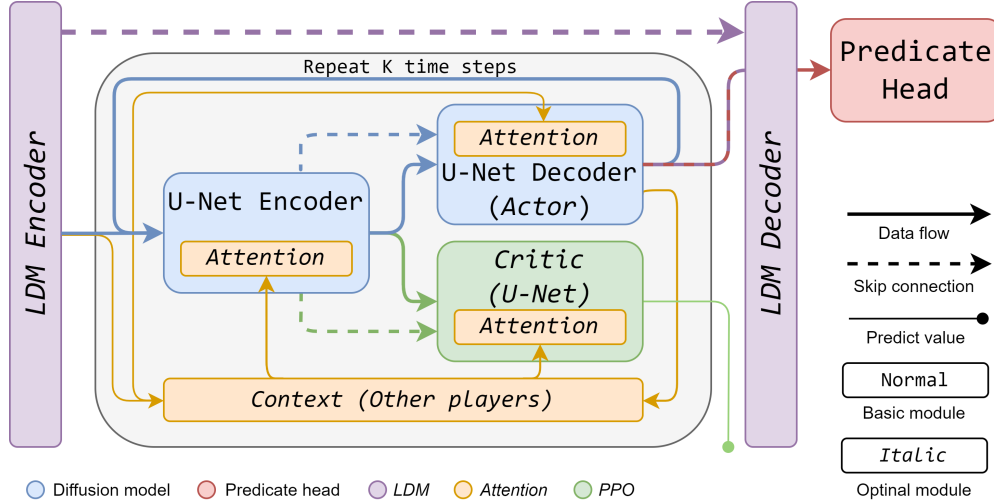 LDM Encoder
Repeat K time steps
Attention
U-Net Decoder
(Actor)
U-Net Encoder
Attention
Critic
(U-Net)
Attention
Context (Other players)
LDM Decoder
Predicate
Head
Data flow
Skip connection
Predict value
Normal
Basic module
Italic
Optinal module
Diffusion model
Predicate head
LDM
Attention
PPO